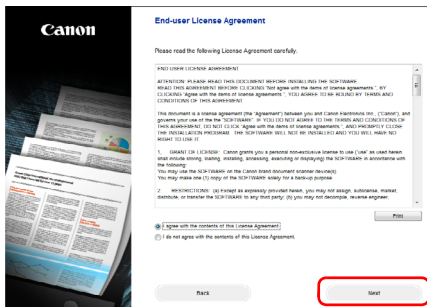 Canon
End-user License Agreement
Please read the following License Agreement carefully.
END-USER LICENSE AGREEMENT
ATTENTION: PLEASE READ THIS DOCUMENT BEFORE INSTALLING THE SOFTWARE.
READ THIS AGREEMENT BEFORE CLICKING "Agree with the items of license agreements.", BY
CLICKING "Agree with the items of license agreements.", YOU AGREE TO BE BOUND BY TERMS AND
CONDITIONS OF THIS AGREEMENT.
This document is a license agreement (the "Agreement") between you and Canon Electronics Inc., ("Canon"), and
governs your use of the SOFTWARE. IF YOU DO NOT AGREE TO THE TERMS AND CONDITIONS OF
THIS AGREEMENT, DO NOT CLICK "Agree with the items of license agreements.", AND PROMPTLY CLOSE
THE INSTALLATION PROGRAM. THE SOFTWARE WILL NOT BE INSTALLED AND YOU WILL HAVE NO
RIGHT TO USE IT.
1. GRANT OF LICENSE: Canon grants you a personal non-exclusive license to use ("use" as used herein
shall include storing, loading, installing, accessing, executing or displaying) the SOFTWARE in accordance with
the following:
You may use the SOFTWARE on the Canon brand document scanner device(s).
You may make one (1) copy of the SOFTWARE solely for a back-up purpose.
2. RESTRICTIONS: (a) Except as expressly provided herein, you may not assign, sublicense, market,
distribute, or transfer the SOFTWARE to any third party; (b) you may not decompile, reverse engineer,
Print
I agree with the contents of this License Agreement.
I do not agree with the contents of this License Agreement.
Back
Next